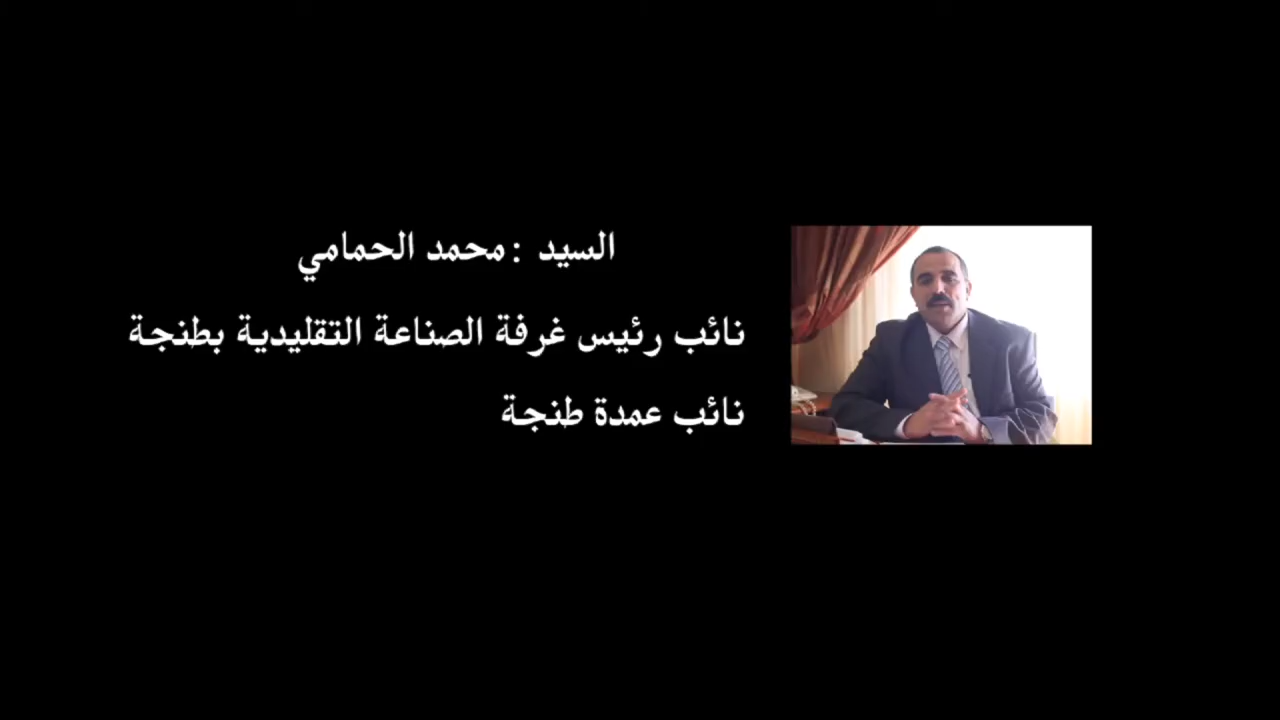 السيد :محمد الحمامي
نائب رئيس غرفة الصناعة التقليدية بطنجة
نائب عمدة طنجة